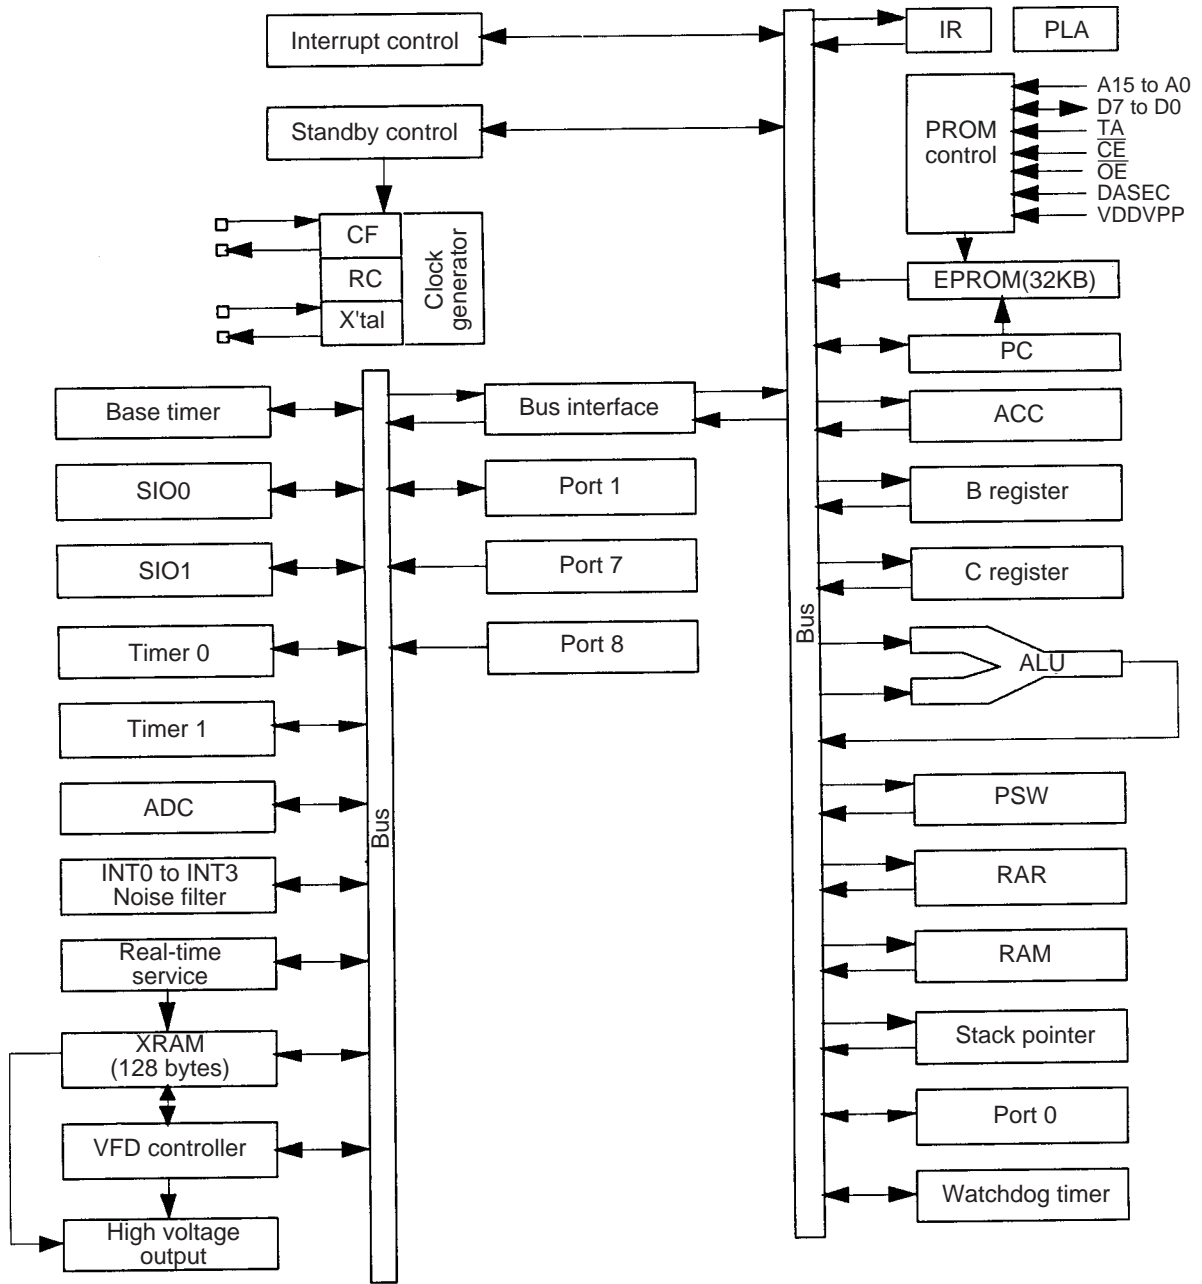 Interrupt control
IR
PLA
Standby control
PROM
control
A15 to A0
D7 to D0
TA
CE
OE
DASEC
VDDVPP
CF
RC
X'tal
Clock
generator
EPROM(32KB)
PC
Base timer
Bus interface
ACC
SIO0
Port 1
B register
SIO1
Port 7
C register
Timer 0
Port 8
Bus
ALU
Timer 1
ADC
Bus
PSW
INT0 to INT3
Noise filter
RAR
Real-time
service
RAM
XRAM
(128 bytes)
Stack pointer
VFD controller
Port 0
High voltage
output
Watchdog timer